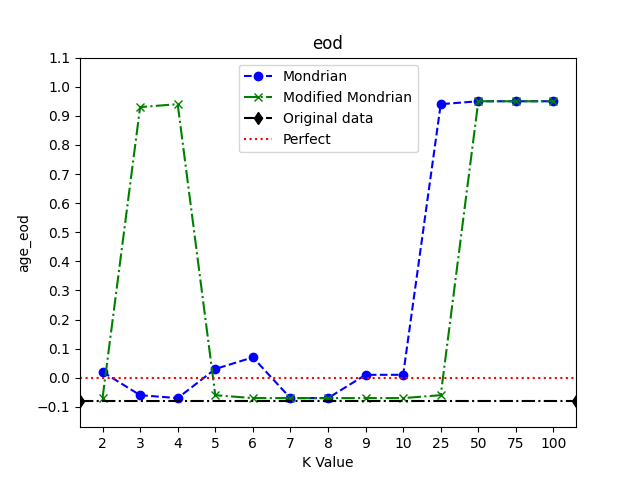 eod
1.1
1.0
0.9
0.8
0.7
0.6
0.5
0.4
0.3
0.2
0.1
0.0
−0.1
age_eod
Mondrian
Modified Mondrian
Original data
Perfect
2 3 4 5 6 7 8 9 10 25 50 75 100
K Value